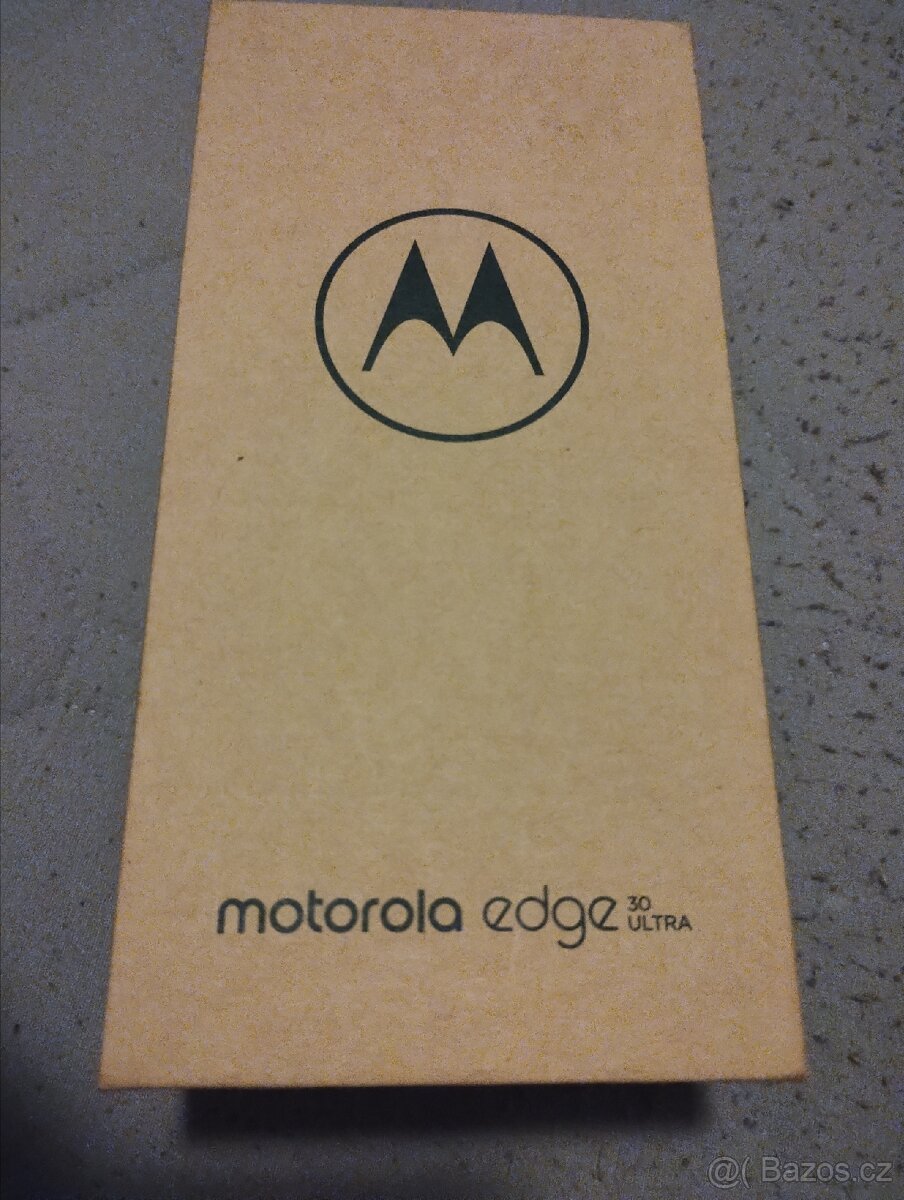 motorola edge 30 ULTRA
@( Bazos.cz